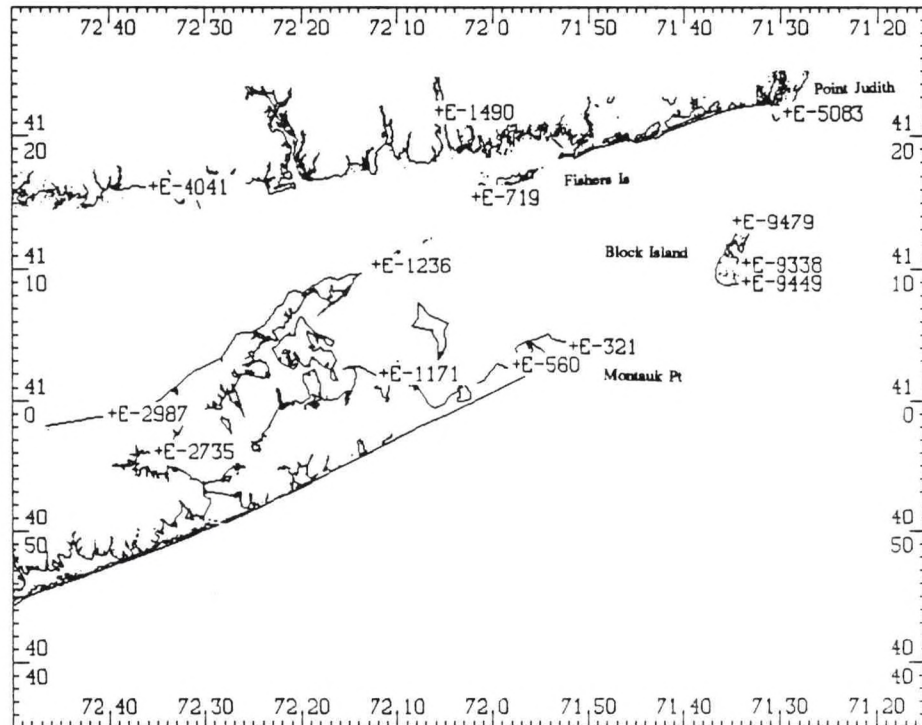 72 40 72 30 72 20 72 10 72 0 71 50 71 40 71 30 71 20
Point Judith
+E-1490
+E-5083
41 41
20 20
+E-4041
Fishers Is
+E-719
+E-9479
Block Island
+E-1236
+E-9338
41 41
10 10
+E-9449
+E-321
+E-560
+E-1171
Montauk Pt
41 41
0 0
+E-2987
+E-2735
40 40
50 50
40 40
40 40
72 40 72 30 72 20 72 10 72 0 71 50 71 40 71 30 71 20